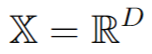 𝕏 = ℝ^D